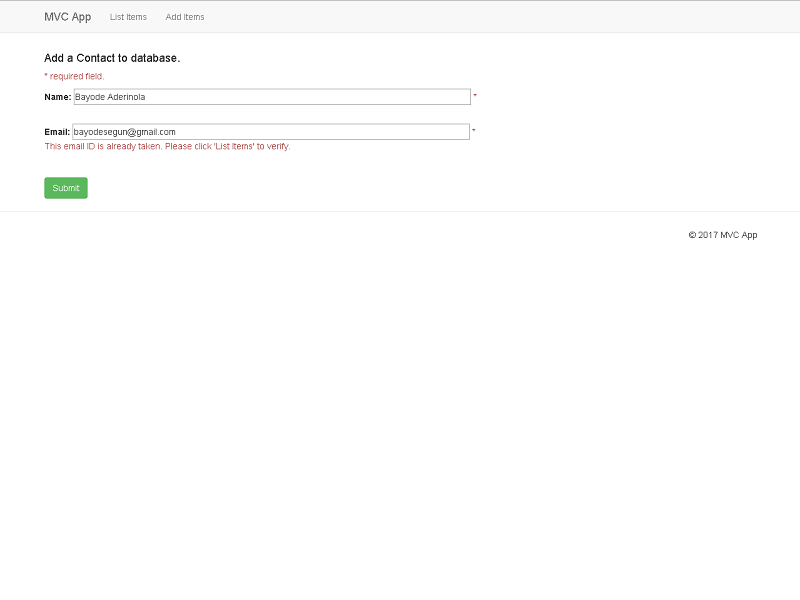 MVC App List Items Add Items
Add a Contact to database.
* required field.
Name: Bayode Aderinola *
Email: bayodesegun@gmail.com *
This email ID is already taken. Please click 'List Items' to verify.
Submit
© 2017 MVC App